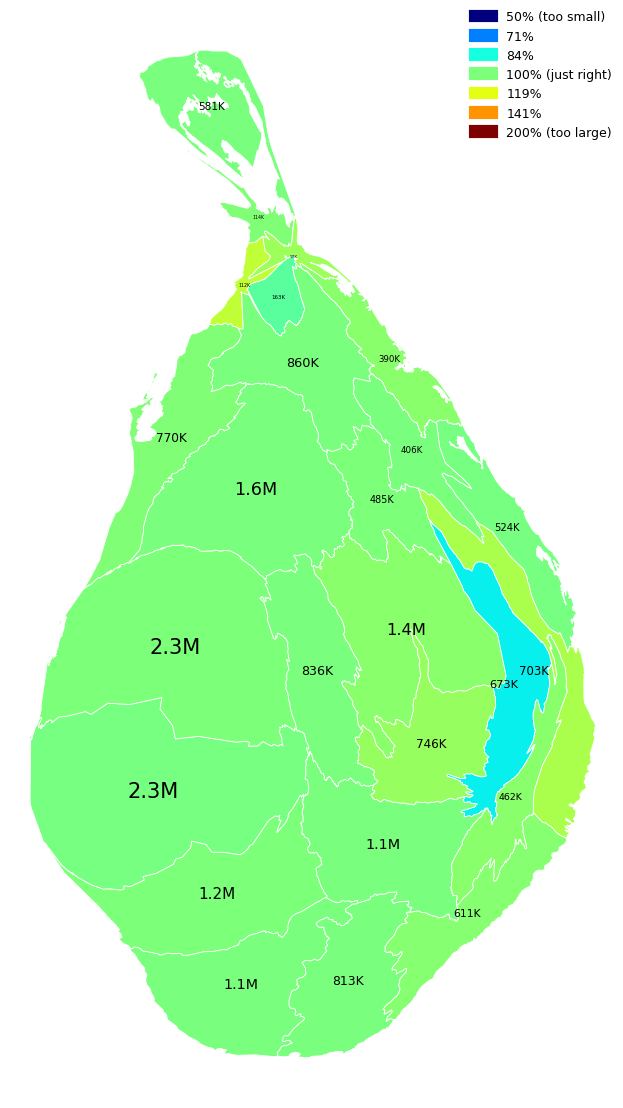 50% (too small)
71%
84%
100% (just right)
119%
141%
200% (too large)
581K
114K
112K
163K
390K
860K
770K
406K
1.6M
485K
524K
1.4M
2.3M
836K
703K
673K
746K
2.3M
462K
1.1M
1.2M
611K
813K
1.1M